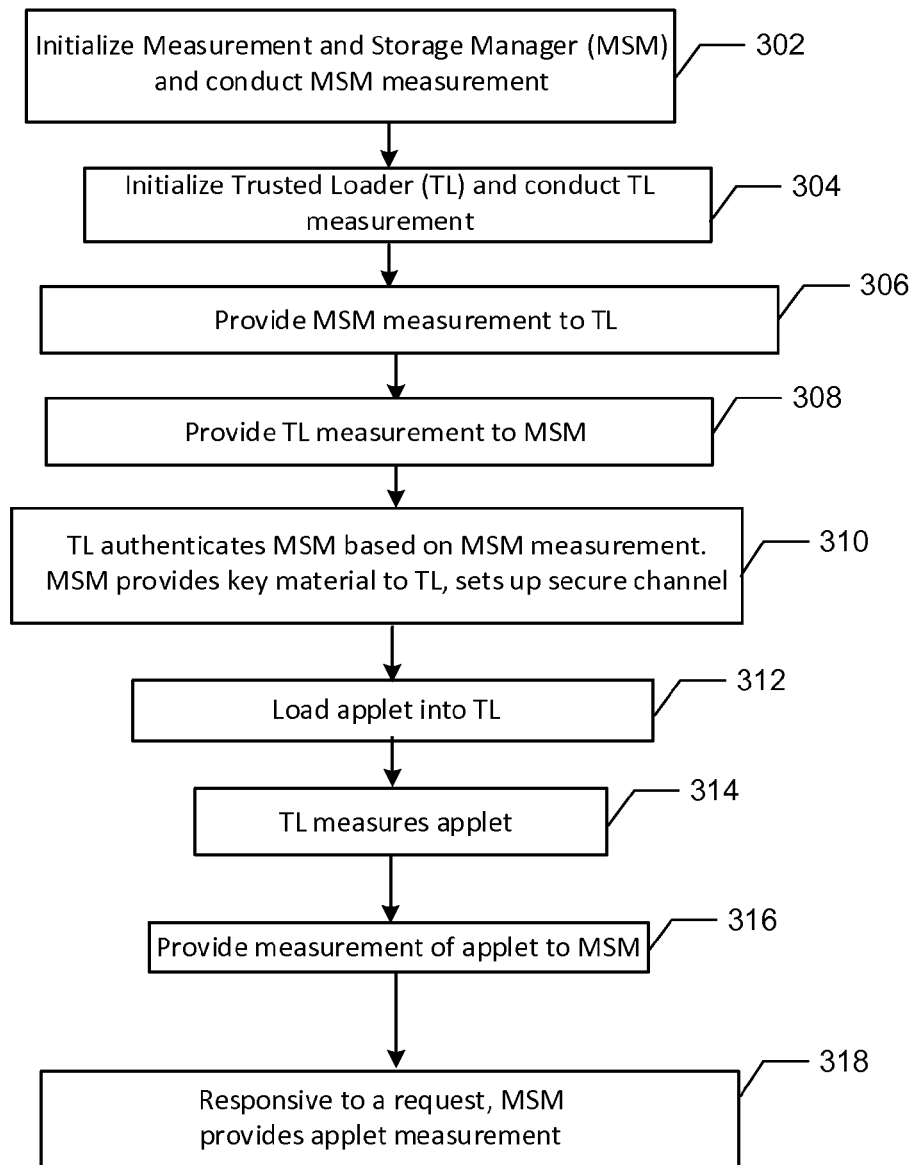 Initialize Measurement and Storage Manager (MSM)
and conduct MSM measurement
302
Initialize Trusted Loader (TL) and conduct TL
measurement
304
Provide MSM measurement to TL
306
Provide TL measurement to MSM
308
TL authenticates MSM based on MSM measurement.
MSM provides key material to TL, sets up secure channel
310
Load applet into TL
312
TL measures applet
314
Provide measurement of applet to MSM
316
Responsive to a request, MSM
provides applet measurement
318